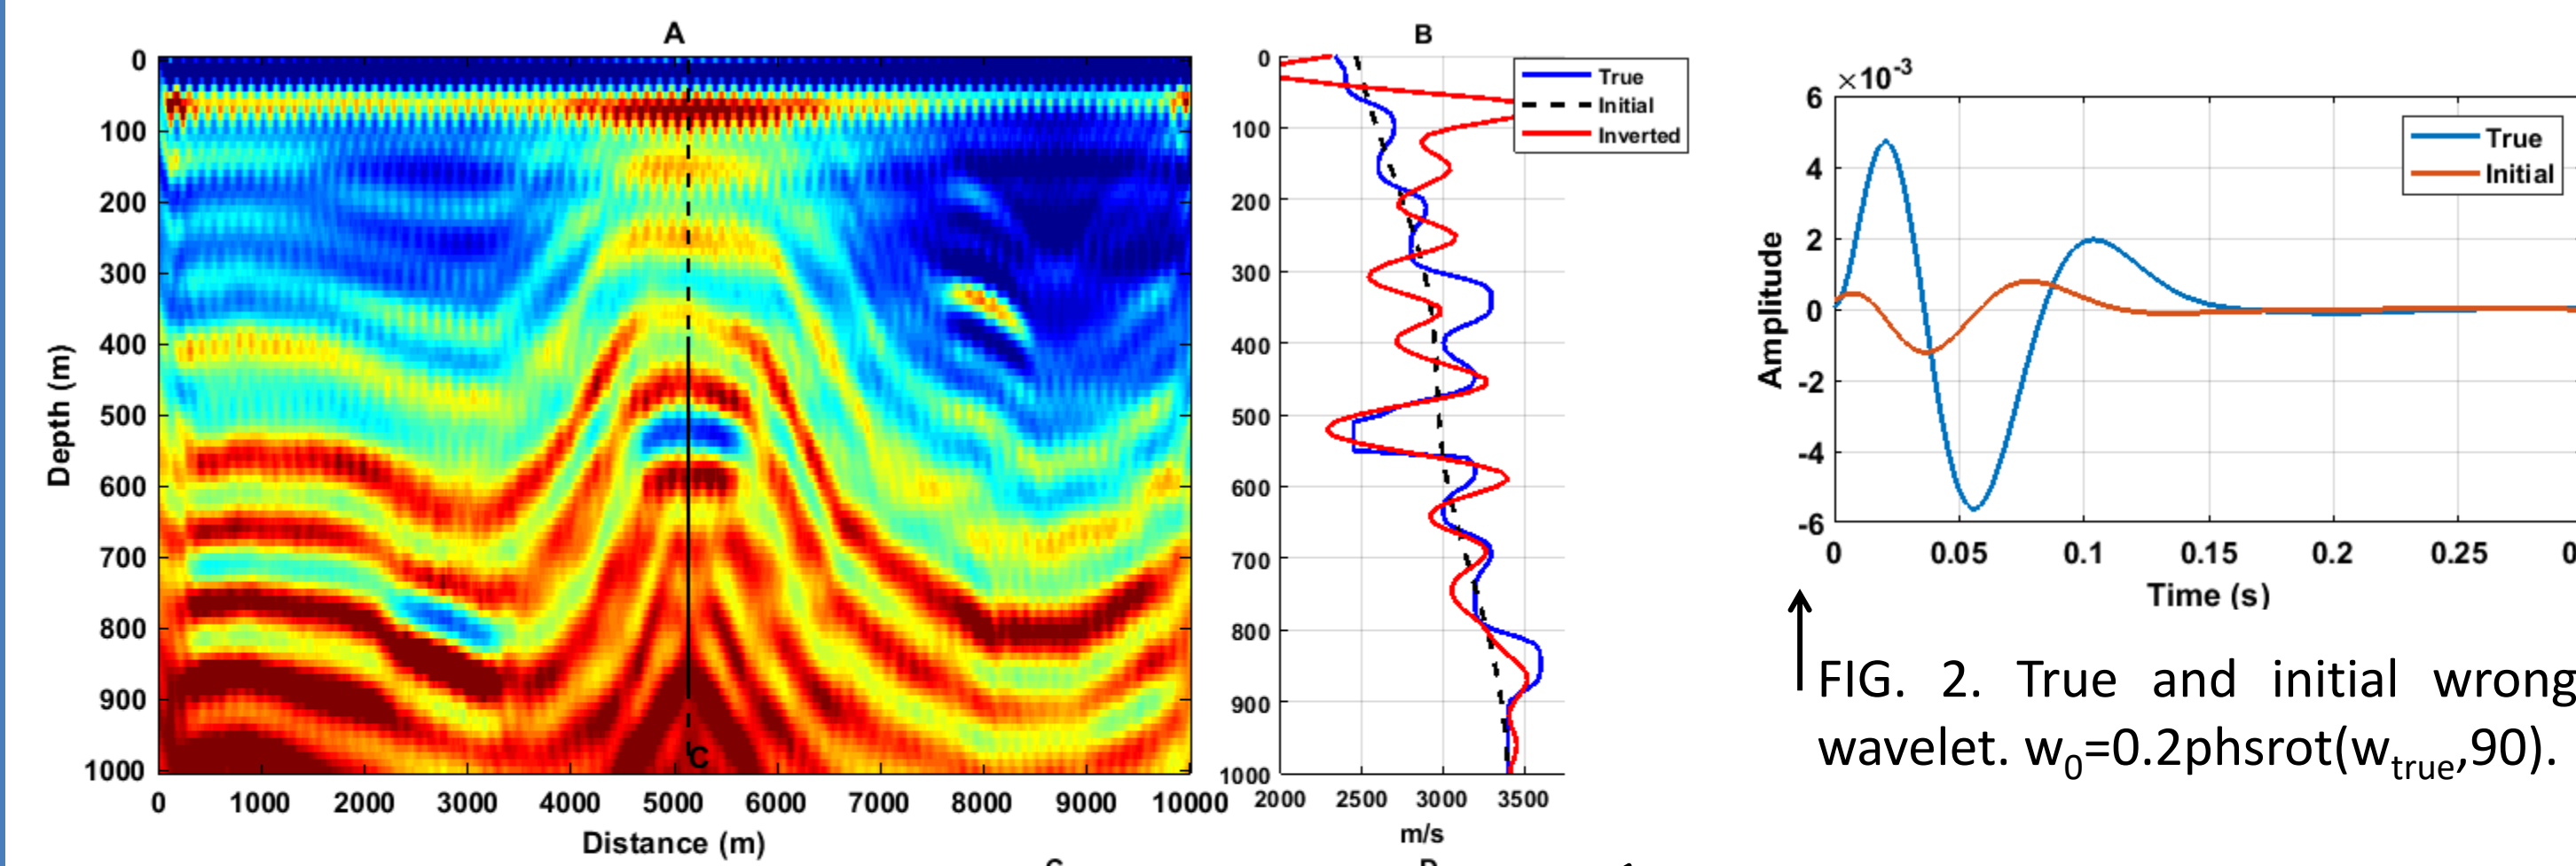 A
0
100
200
300
400
500
600
700
800
900
1000
Depth (m)
C
0 1000 2000 3000 4000 5000 6000 7000 8000 9000 10000
Distance (m)
B
0
100
200
300
400
500
600
700
800
900
1000
True
Initial
Inverted
2000 2500 3000 3500
m/s
×10-3
6
4
2
0
-2
-4
-6
Amplitude
True
Initial
0 0.05 0.1 0.15 0.2 0.25
Time (s)
FIG. 2. True and initial wrong
wavelet. w0=0.2phsrot(wtrue,90).